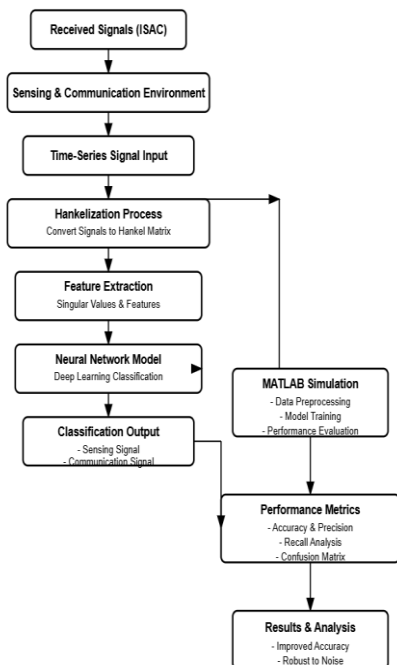 Received Signals (ISAC)
Sensing & Communication Environment
Time-Series Signal Input
Hankelization Process
Convert Signals to Hankel Matrix
Feature Extraction
Singular Values & Features
Neural Network Model
Deep Learning Classification
Classification Output
- Sensing Signal
- Communication Signal
MATLAB Simulation
- Data Preprocessing
- Model Training
- Performance Evaluation
Performance Metrics
- Accuracy & Precision
- Recall Analysis
- Confusion Matrix
Results & Analysis
- Improved Accuracy
- Robust to Noise